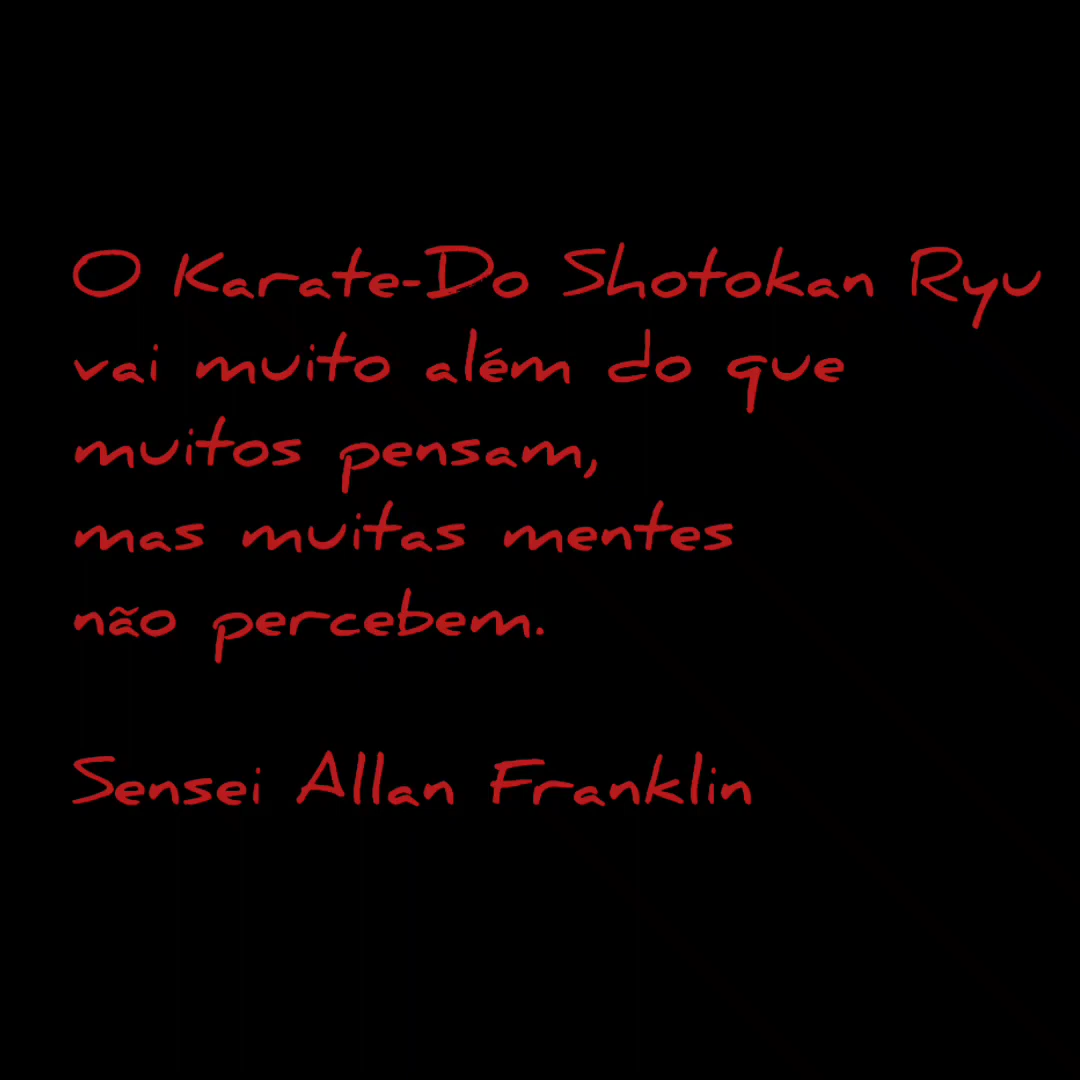 O Karate-Do Shotokan Ryu
vai muito além do que
muitos pensam,
mas muitas mentes
não percebem.
Sensei Allan Franklin